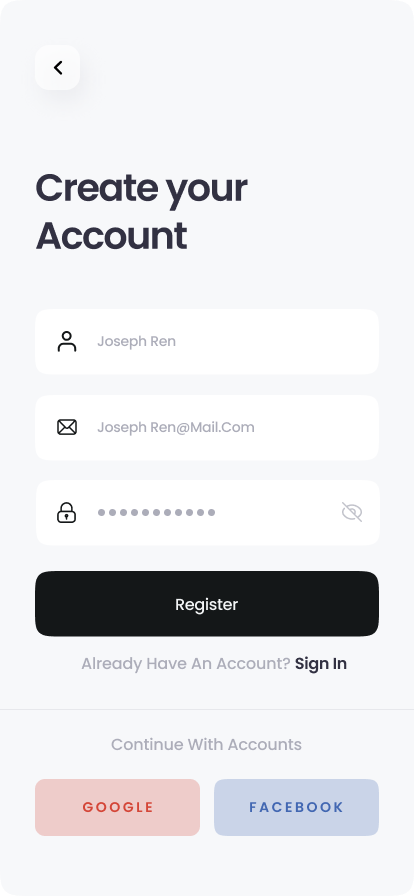 Create your
Account
Joseph Ren
Joseph Ren@Mail.Com
Register
Already Have An Account? Sign In
Continue With Accounts
GOOGLE
FACEBOOK